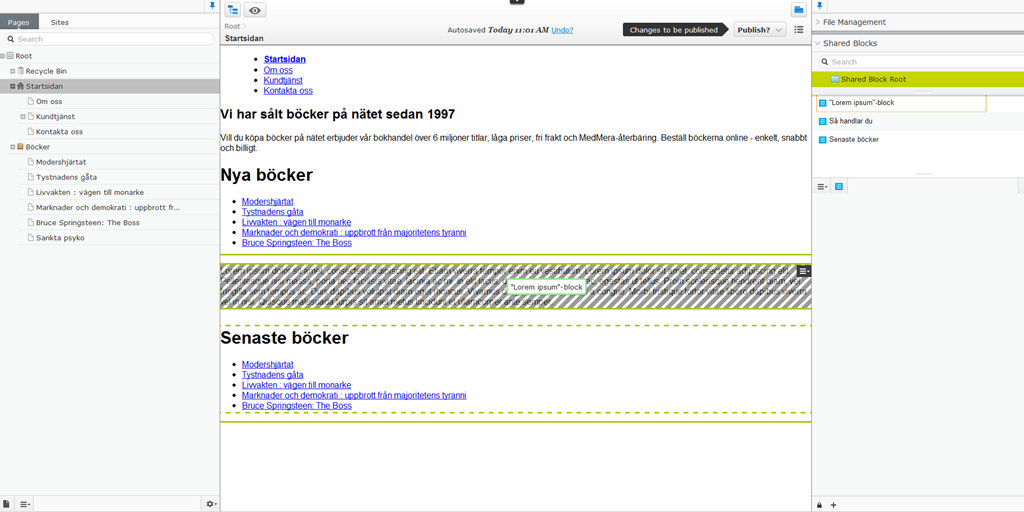 Pages
Sites
Search
Root
Recycle Bin
Startsidan
Om oss
Kundtjänst
Kontakta oss
Böcker
Modershjärtat
Tystnadens gåta
Livvakten : vägen till monarke
Marknader och demokrati : uppbrott fr...
Bruce Springsteen: The Boss
Sankta psyko
Root
Startsidan
Autosaved Today 11:01 AM Undo?
Changes to be published
Publish?
Startsidan
Om oss
Kundtjänst
Kontakta oss
Vi har sålt böcker på nätet sedan 1997
Vill du köpa böcker på nätet erbjuder vår bokhandel över 6 miljoner titlar, låga priser, fri frakt och MedMera-återbäring. Beställ böckerna online - enkelt, snabbt
och billigt.
Nya böcker
Modershjärtat
Tystnadens gåta
Livvakten : vägen till monarke
Marknader och demokrati : uppbrott från majoritetens tyranni
Bruce Springsteen: The Boss
Lorem ipsum dolor sit amet, consectetur adipiscing elit. Etiam viverra tempor enim eu vestibulum. Lorem ipsum dolor sit amet, consectetur adipiscing elit.
"Lorem ipsum"-block
Senaste böcker
Modershjärtat
Tystnadens gåta
Livvakten : vägen till monarke
Marknader och demokrati : uppbrott från majoritetens tyranni
Bruce Springsteen: The Boss
File Management
Shared Blocks
Search
Shared Block Root
"Lorem ipsum"-block
Så handlar du
Senaste böcker